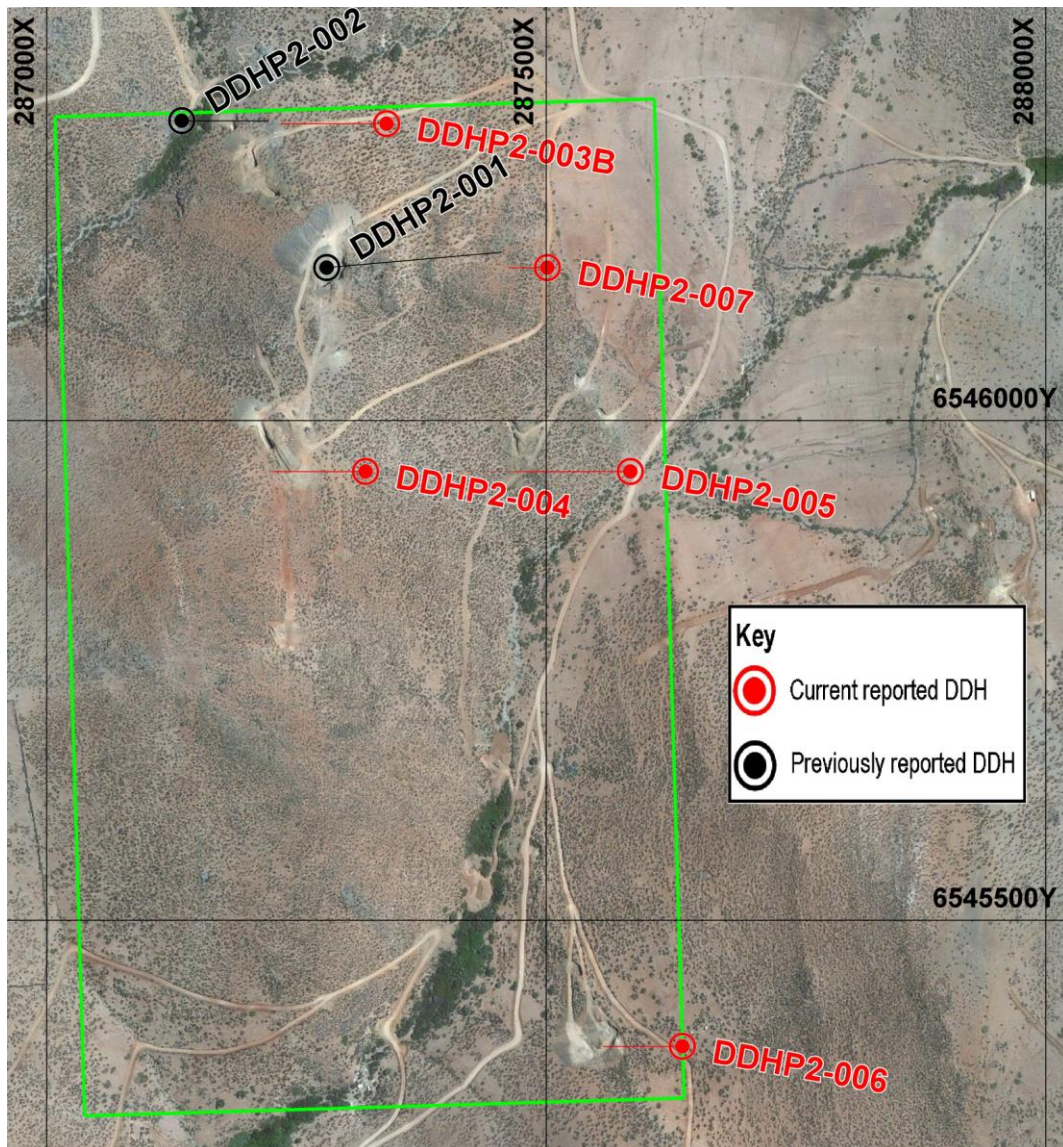 287000X
287500X
288000X
DDHP2-002
DDHP2-003B
DDHP2-001
DDHP2-007
6546000Y
DDHP2-004
DDHP2-005
Key
Current reported DDH
Previously reported DDH
6545500Y
DDHP2-006